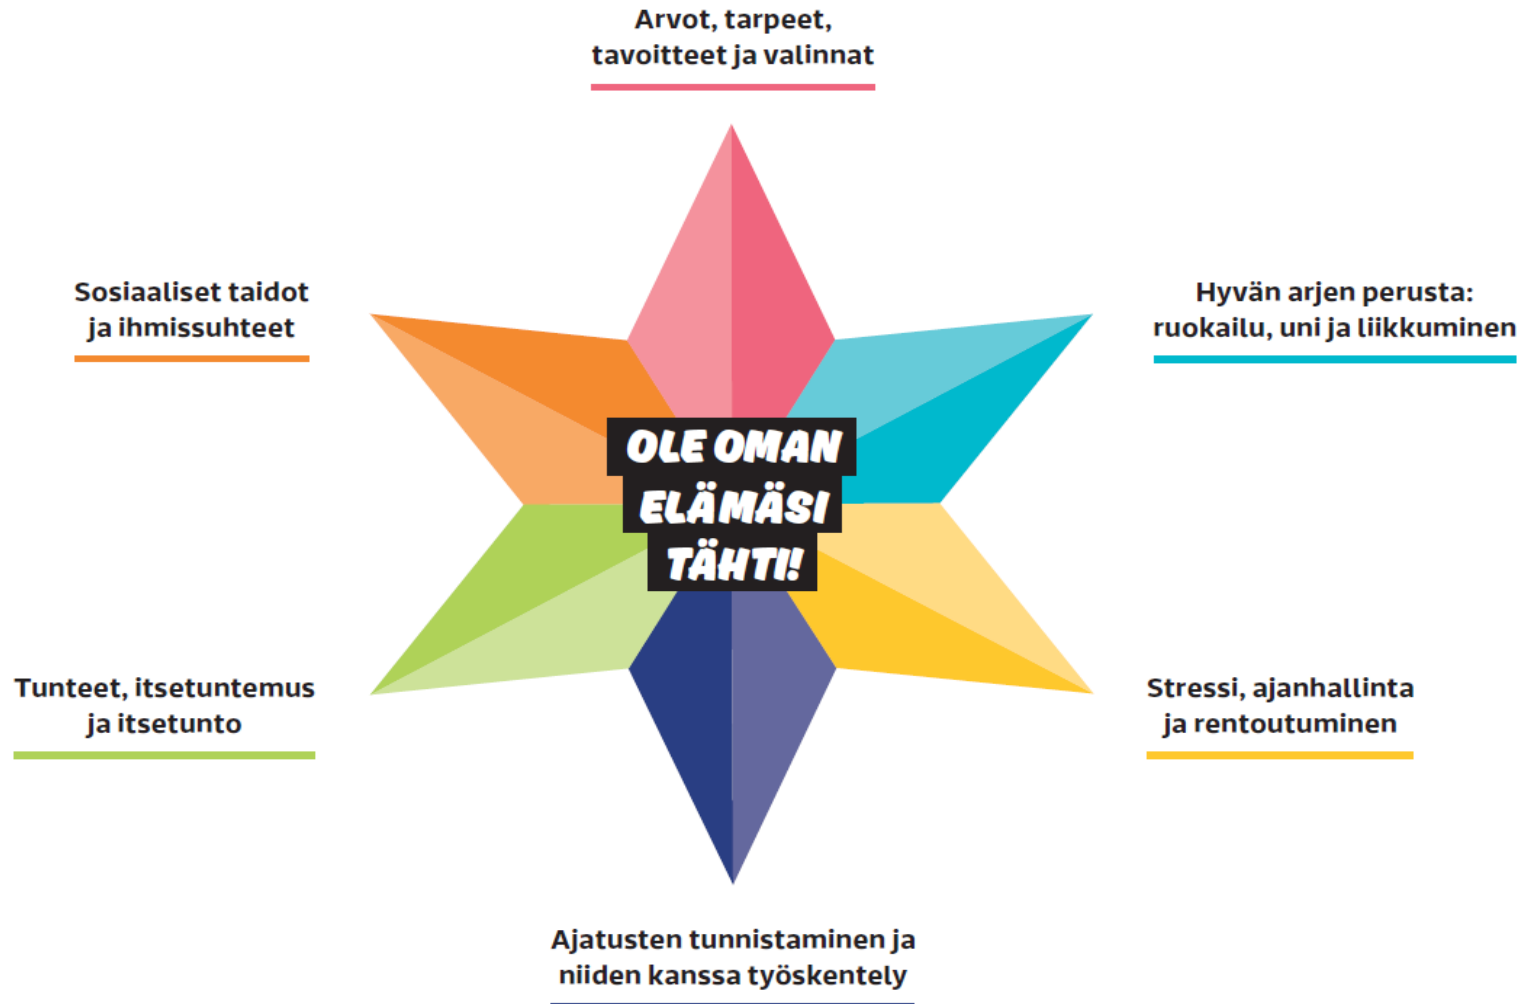 Arvot, tarpeet,
tavoitteet ja valinnat
Sosiaaliset taidot
ja ihmissuhteet
Hyvän arjen perusta:
ruokailu, uni ja liikkuminen
OLE OMAN
ELÄMÄSI
TÄHTI!
Tunteet, itsetuntemus
ja itsetunto
Stressi, ajanhallinta
ja rentoutuminen
Ajatusten tunnistaminen ja
niiden kanssa työskentely